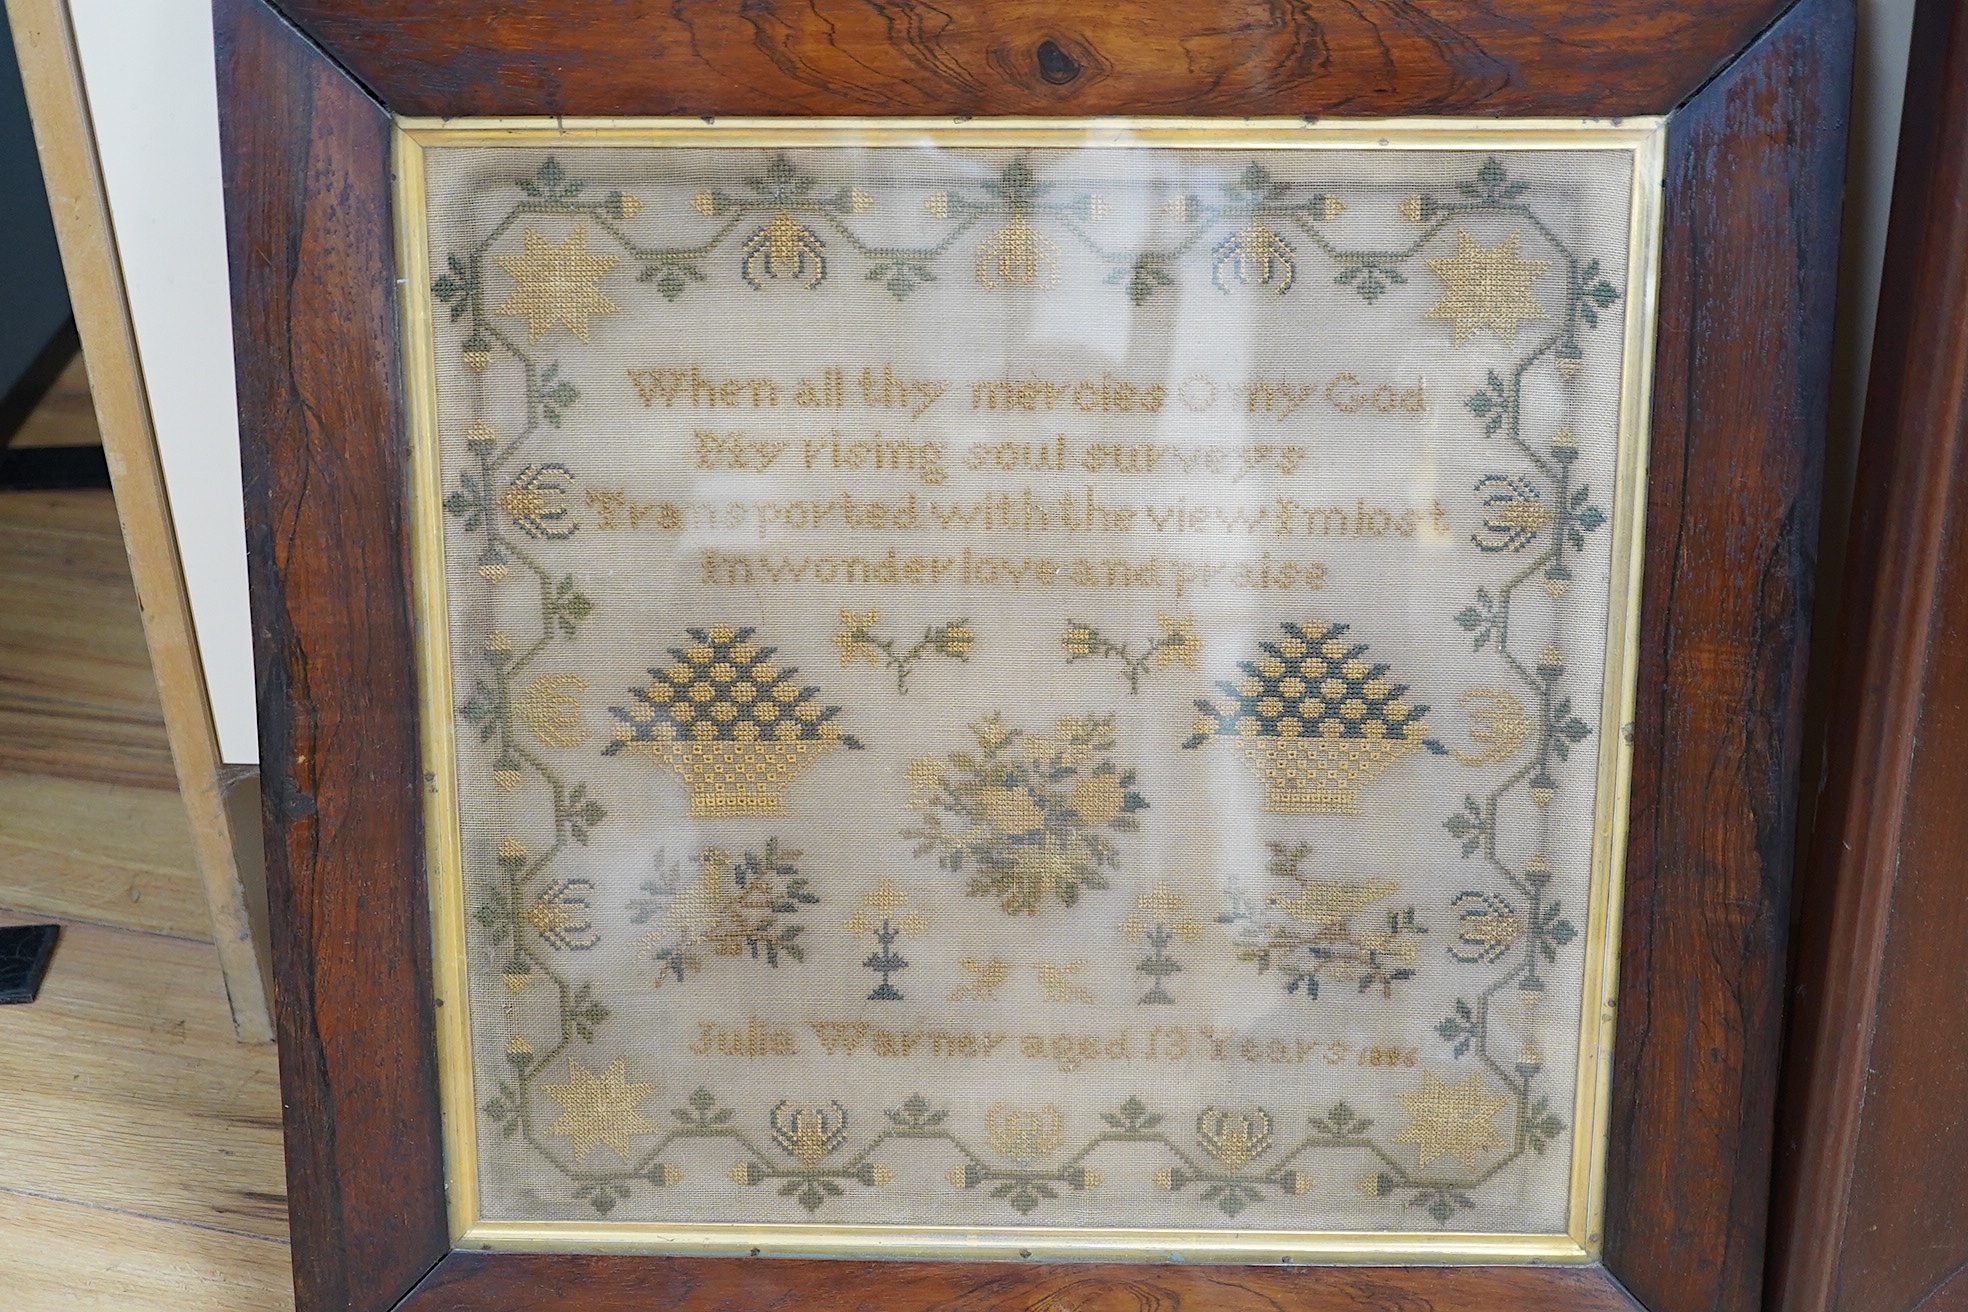 When all thy mercies O my God
My rising soul surveys
Transported with the view I'm lost
In wonder love and praise
Julia Warner aged 13 Years